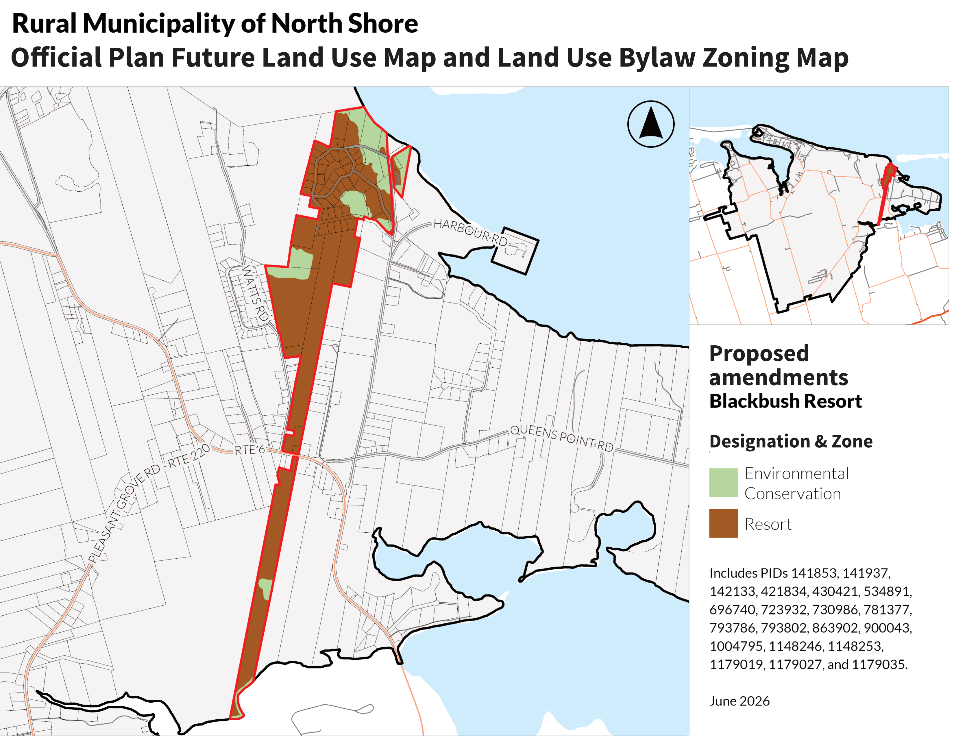 Rural Municipality of North Shore
Official Plan Future Land Use Map and Land Use Bylaw Zoning Map
HARBOUR RD
WATTS RD
QUEENS POINT RD
RTE 6
PLEASANT GROVE RD - RTE 220
Proposed
amendments
Blackbush Resort
Designation & Zone
Environmental
Conservation
Resort
Includes PIDs 141853, 141937,
142133, 421834, 430421, 534891,
696740, 723932, 730986, 781377,
793786, 793802, 863902, 900043,
1004795, 1148246, 1148253,
1179019, 1179027, and 1179035.
June 2026